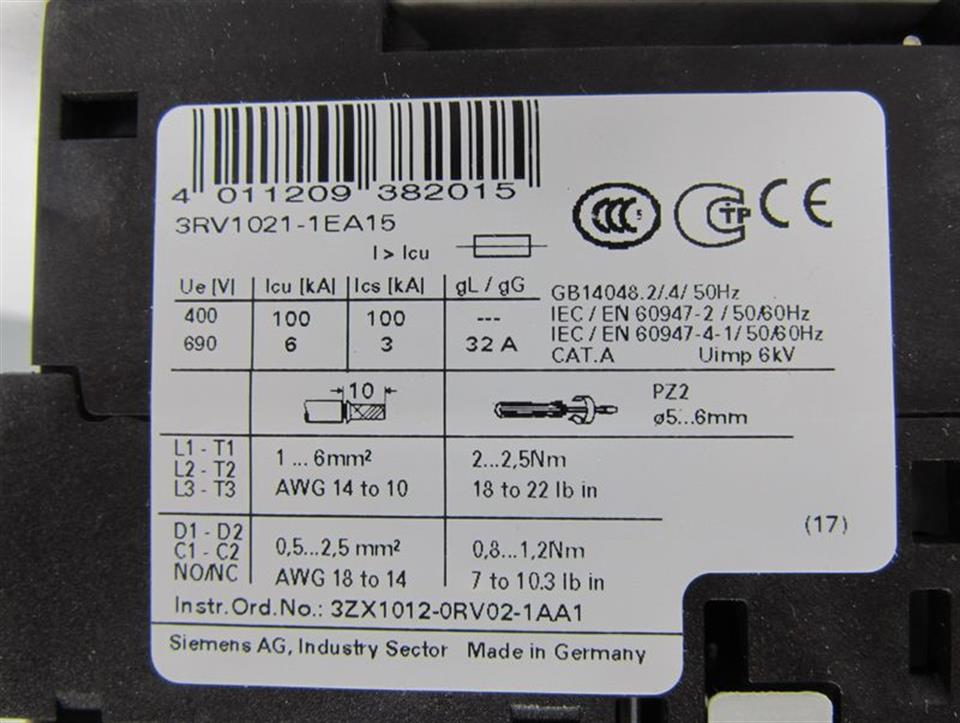 4 011209 382015
3RV1021-1EA15
I > Icu
Ue [V] Icu [kA] Ics [kA] gL / gG
400 100 100 ---
690 6 3 32 A
CCC S
TP
CE
GB14048.2/.4/ 50Hz
IEC / EN 60947-2 / 50/60Hz
IEC / EN 60947-4-1/ 50/60Hz
CAT.A Uimp 6kV
10
PZ2
ø5...6mm
L1 - T1
L2 - T2
L3 - T3
1 ... 6mm²
AWG 14 to 10
2...2,5Nm
18 to 22 lb in
D1 - D2
C1 - C2
NO/NC
0,5...2,5 mm²
AWG 18 to 14
0,8...1,2Nm
7 to 10.3 lb in
(17)
Instr.Ord.No.: 3ZX1012-0RV02-1AA1
Siemens AG, Industry Sector Made in Germany